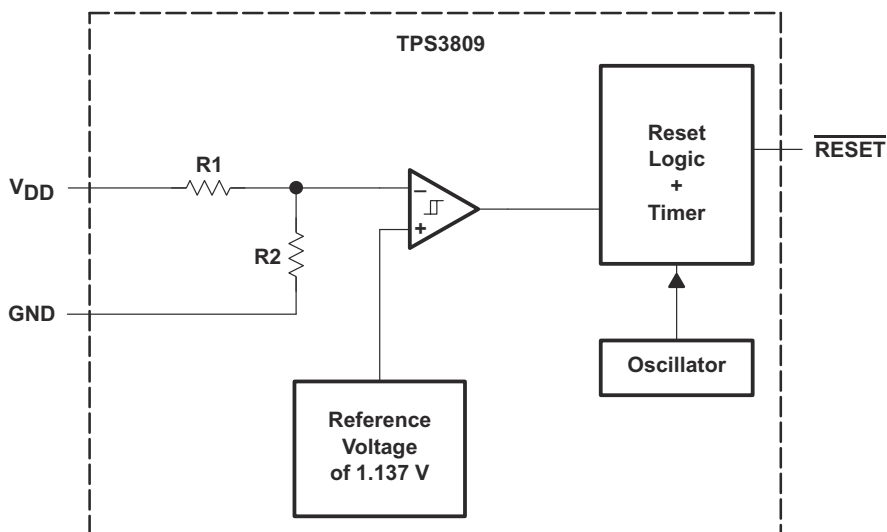 TPS3809
Reset
Logic
+
Timer
RESET
R1
VDD
−
+
R2
GND
Oscillator
Reference
Voltage
of 1.137 V